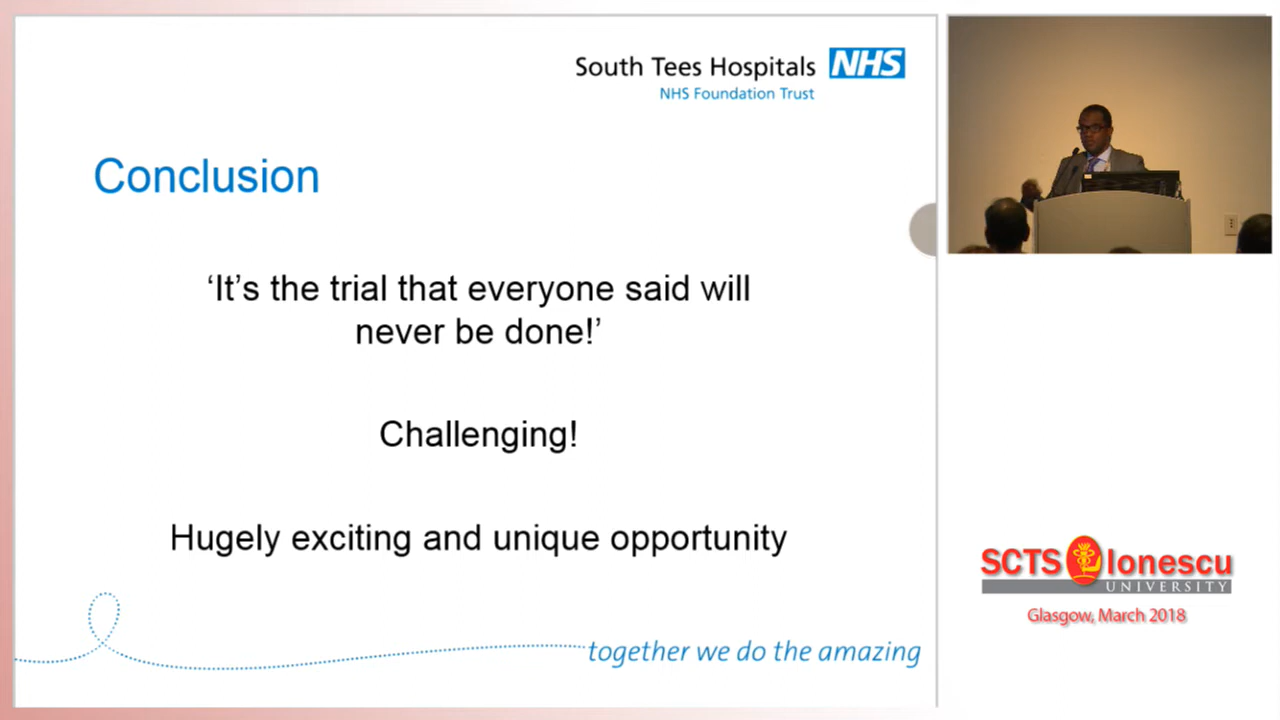 South Tees Hospitals NHS
NHS Foundation Trust
Conclusion
‘It’s the trial that everyone said will
never be done!’
Challenging!
Hugely exciting and unique opportunity
together we do the amazing
SCTS Ionescu
UNIVERSITY
Glasgow, March 2018